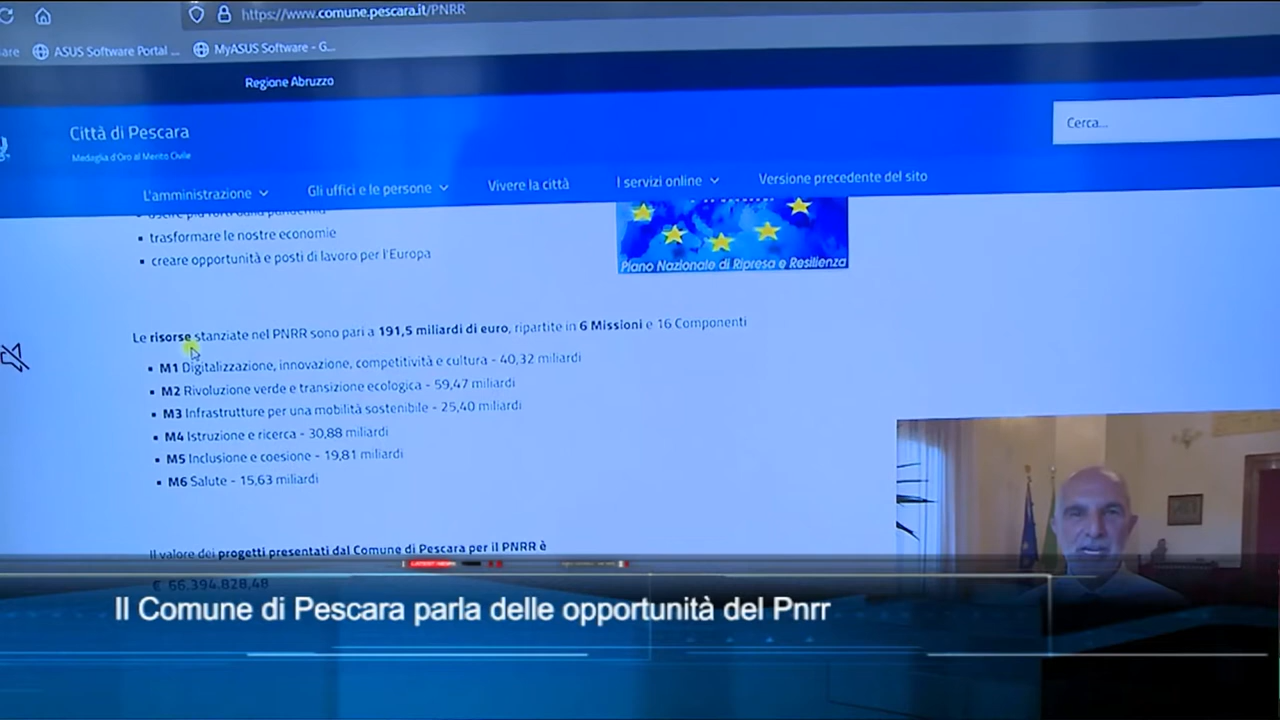 https://www.comune.pescara.it/PNRR
ASUS Software Portal ...
MyASUS Software - G...
Regione Abruzzo
Città di Pescara
Medaglia d'Oro al Merito Civile
Cerca...
L'amministrazione
Gli uffici e le persone
Vivere la città
I servizi online
Versione precedente del sito
trasformare le nostre economie
creare opportunità e posti di lavoro per l'Europa
Plano Nazionale di Ripresa e Resilienza
Le risorse stanziate nel PNRR sono pari a 191,5 miliardi di euro, ripartite in 6 Missioni e 16 Componenti
M1 Digitalizzazione, innovazione, competitività e cultura - 40,32 miliardi
M2 Rivoluzione verde e transizione ecologica - 59,47 miliardi
M3 Infrastrutture per una mobilità sostenibile - 25,40 miliardi
M4 Istruzione e ricerca - 30,88 miliardi
M5 Inclusione e coesione - 19,81 miliardi
M6 Salute - 15,63 miliardi
Il valore dei progetti presentati dal Comune di Pescara per il PNRR è
€ 66.394.828,48
Il Comune di Pescara parla delle opportunità del Pnrr